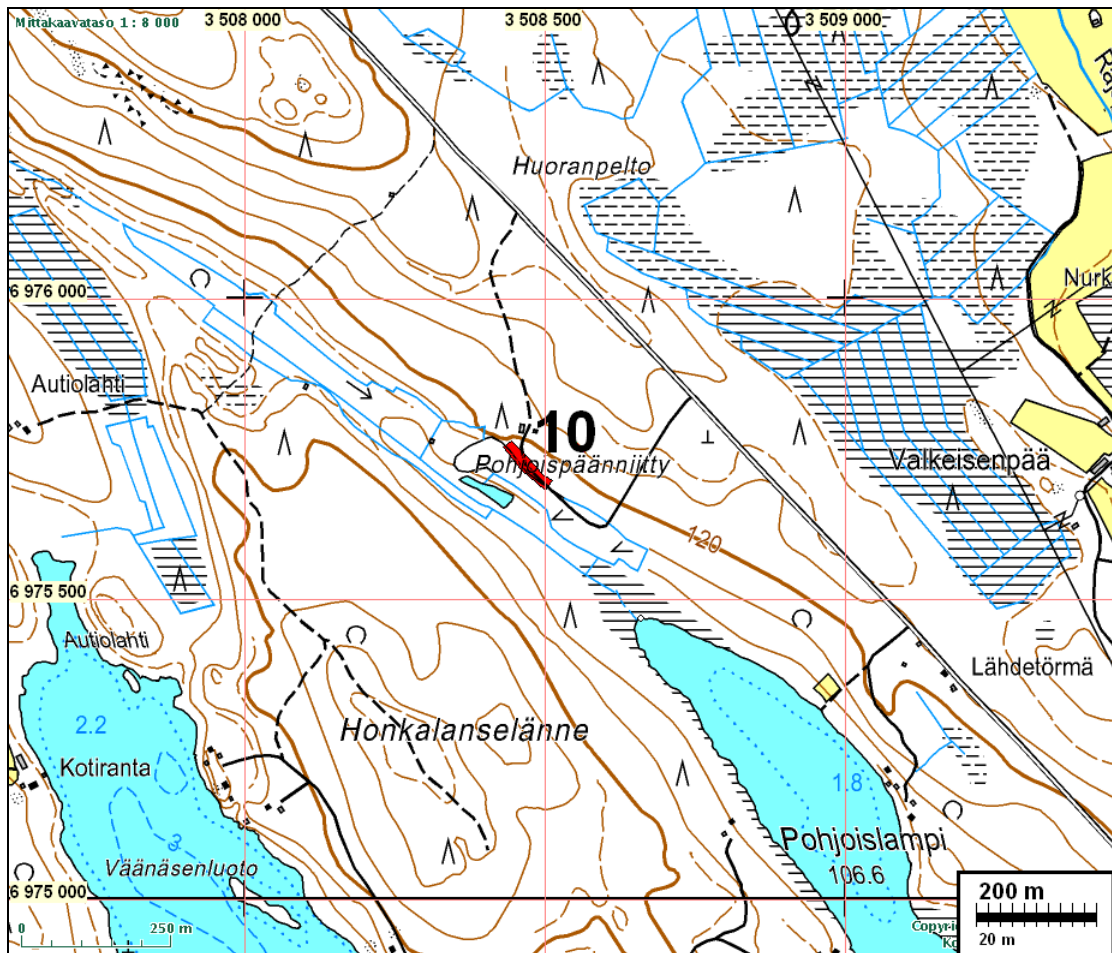 Mittakaavataso 1 : 8 000
3 508 000
3 508 500
3 509 000
Huoranpelto
6 976 000
Nurk
Autiolahti
10
Pohjoispäänniitty
Valkeisenpää
120
6 975 500
Autiolahti
Lähdetörmä
2.2
Honkalanselänne
Kotiranta
1.8
3
Pohjoislampi
Väänäsenluoto
106.6
6 975 000
200 m
20 m
0
250 m
Copyri
Ko